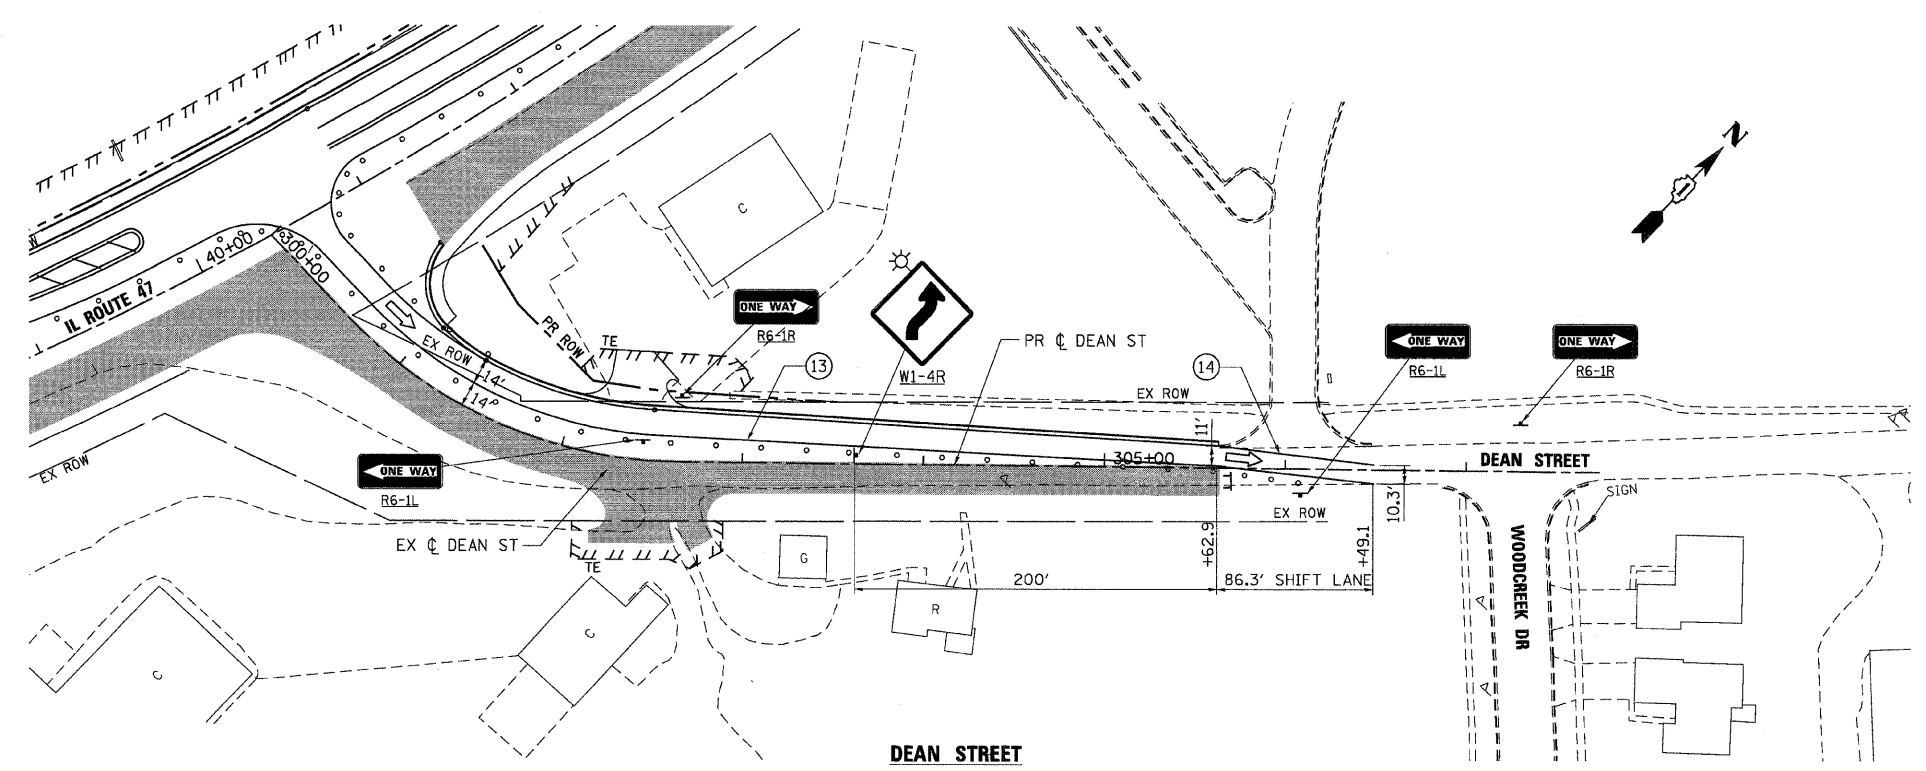 N
W
40+00
300+00
IL ROUTE 47
C
ONE WAY
R6-1R
PR ROW
TE
EX ROW
14'
14'
W1-4R
PR ℄ DEAN ST
13
14
ONE WAY
R6-1L
ONE WAY
R6-1R
EX ROW
11'
305+00
DEAN STREET
10.3'
SIGN
EX ROW
ONE WAY
R6-1L
EX ROW
EX ℄ DEAN ST
TE
G
R
C
C
+62.9
+49.1
200'
86.3' SHIFT LANE
WOODCREEK DR
DEAN STREET